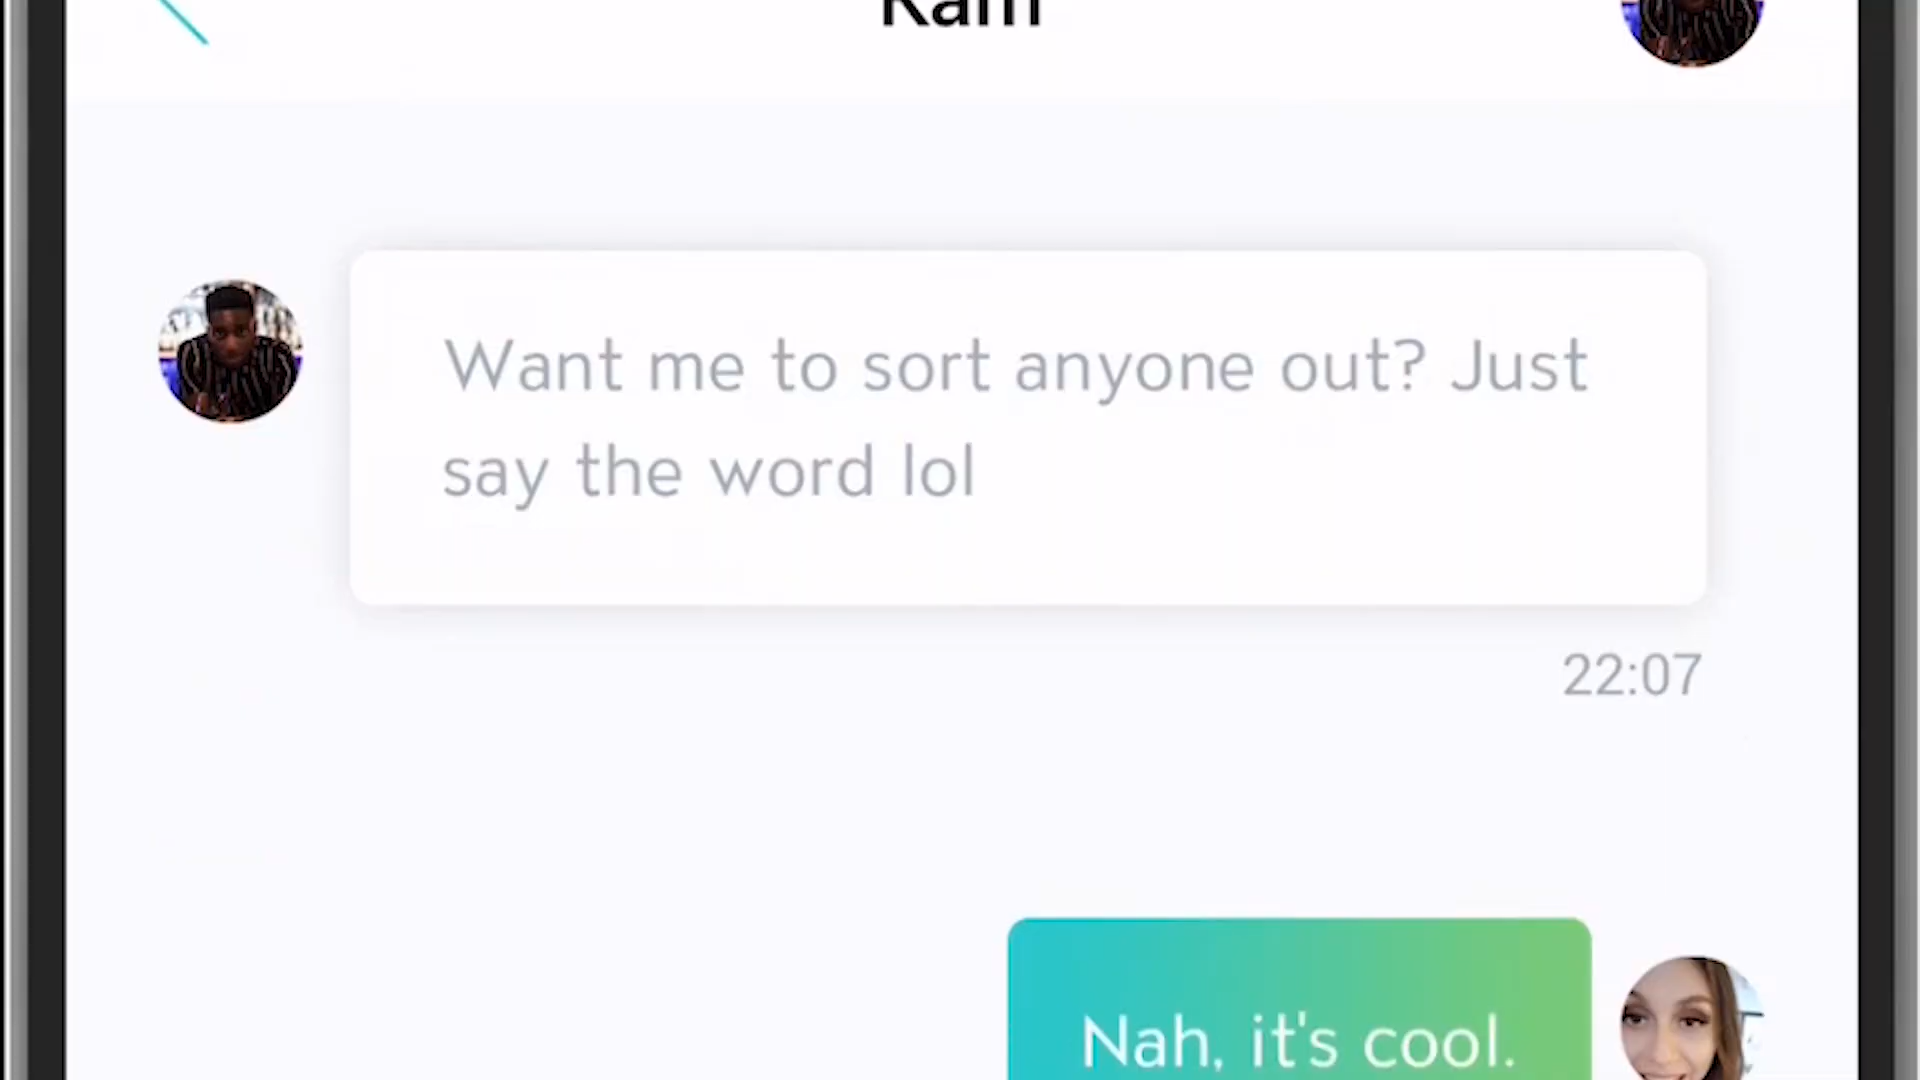 Want me to sort anyone out? Just
say the word lol
22:07
Nah, it's cool.